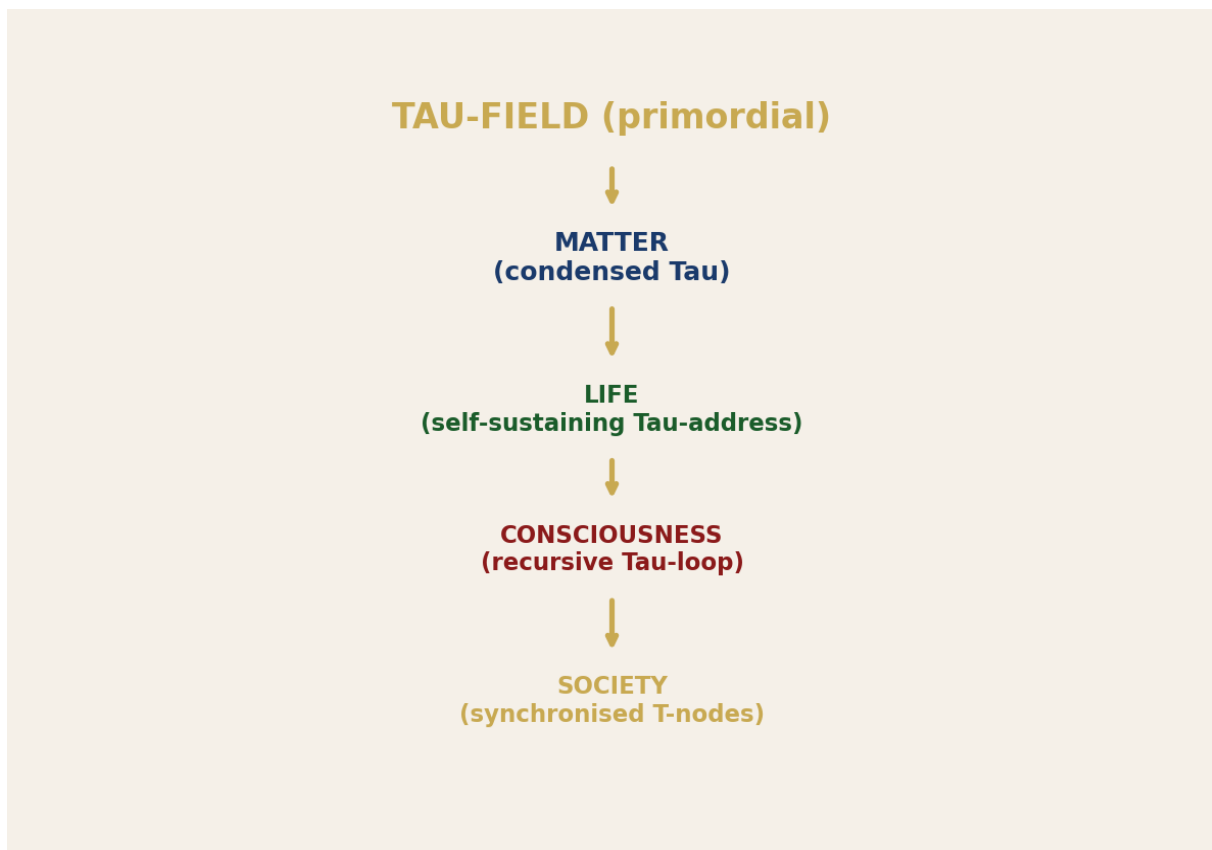 TAU-FIELD (primordial)
MATTER
(condensed Tau)
LIFE
(self-sustaining Tau-address)
CONSCIOUSNESS
(recursive Tau-loop)
SOCIETY
(synchronised T-nodes)